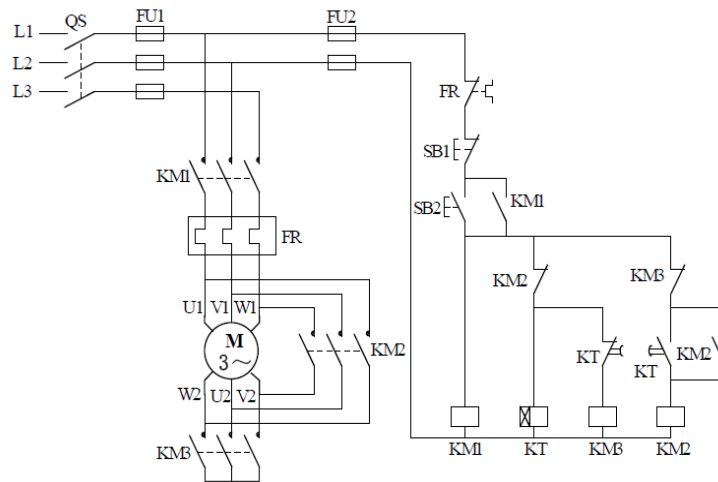 L1 QS FU1 FU2
L2
L3
FR
SB1
KM1
SB2 KM1
FR
KM2 KM3
U1 V1 W1
M
3~
KM2 KT KT KM2
W2 U2 V2
KM3
KM1 KT KM3 KM2